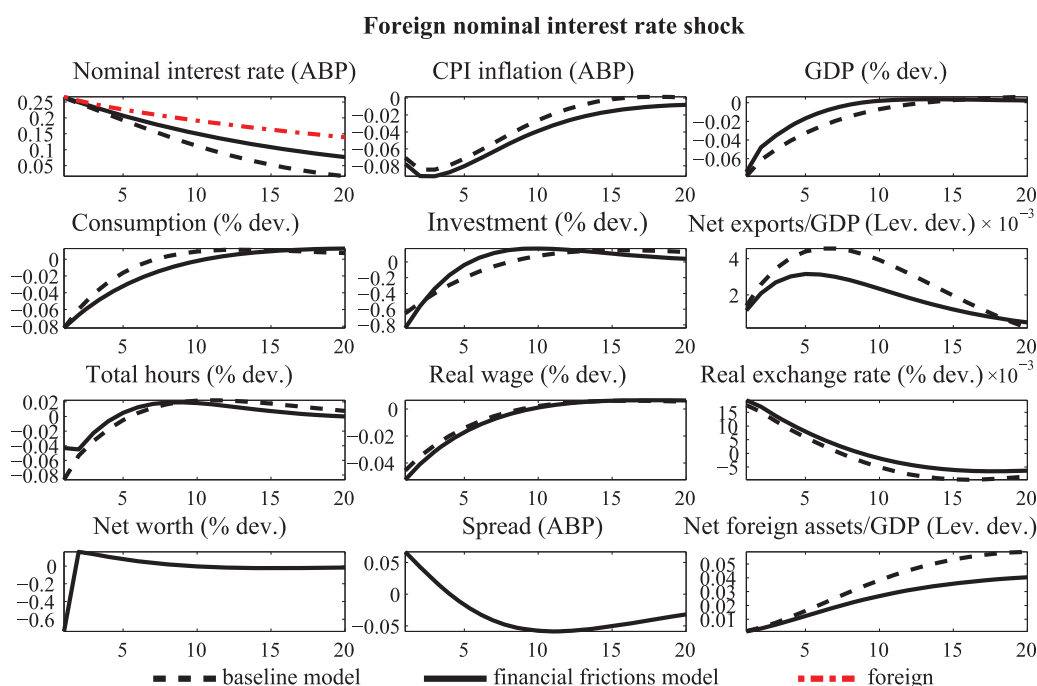 Foreign nominal interest rate shock
Nominal interest rate (ABP) CPI inflation (ABP) GDP (% dev.)
0.25
0.15
0.05
5 10 15 20
0
−0.02
−0.04
−0.06
−0.08
5 10 15 20
0
−0.02
−0.04
−0.06
5 10 15 20
Consumption (% dev.) Investment (% dev.) Net exports/GDP (Lev. dev.) × 10⁻³
0
−0.02
−0.04
−0.06
−0.08
5 10 15 20
0
−0.2
−0.4
−0.6
−0.8
5 10 15 20
4
2
5 10 15 20
Total hours (% dev.) Real wage (% dev.) Real exchange rate (% dev.) ×10⁻³
0.02
0
−0.02
−0.04
−0.06
−0.08
5 10 15 20
0
−0.02
−0.04
5 10 15 20
15
10
5
0
−5
5 10 15 20
Net worth (% dev.) Spread (ABP) Net foreign assets/GDP (Lev. dev.)
0
−0.2
−0.4
−0.6
5 10 15 20
0.05
0
−0.05
5 10 15 20
0.05
0.04
0.03
0.02
0.01
5 10 15 20
baseline model financial frictions model foreign